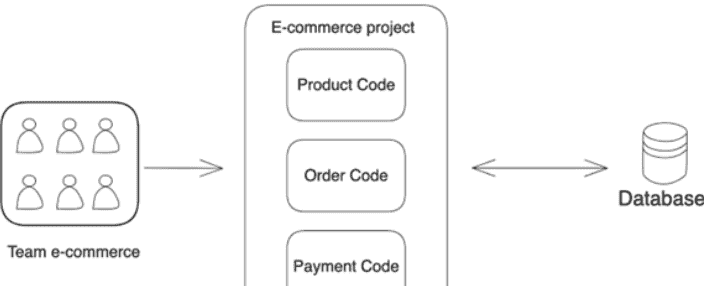 E-commerce project
Product Code
Order Code
Database
Team e-commerce
Payment Code